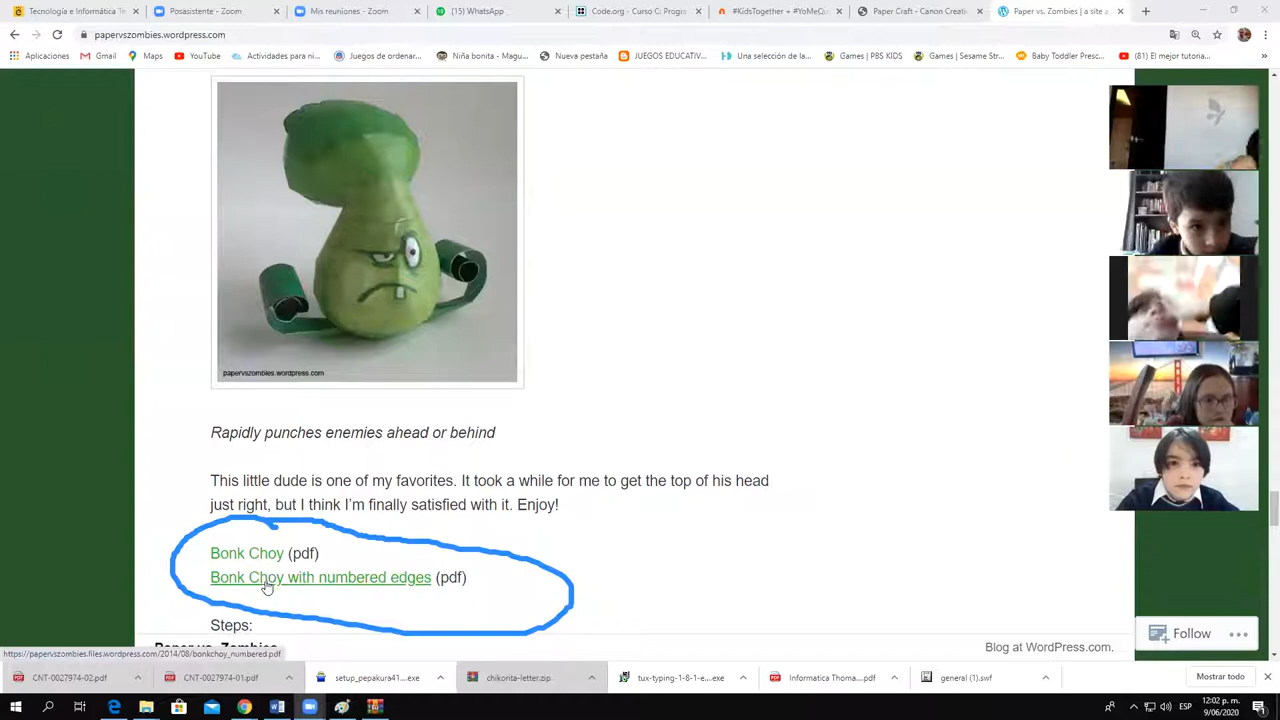 Tecnología e Informática Tr
Posasistente - Zoom
Mis reuniones - Zoom
(15) WhatsApp
Code.org - Curso C: Progra
#KidsTogether + #YoMeQu
Paper Craft - Canon Creati
Paper vs. Zombies | a site a
papervszombies.wordpress.com
Aplicaciones
Gmail
Maps
YouTube
Actividades para ni...
Juegos de ordenar...
Niña bonita - Magu...
Nueva pestaña
JUEGOS EDUCATIV...
Una selección de la...
Games | PBS KIDS
Games | Sesame Str...
Baby Toddler Presc...
(81) El mejor tutoria...
papervszombies.wordpress.com
Rapidly punches enemies ahead or behind
This little dude is one of my favorites. It took a while for me to get the top of his head
just right, but I think I'm finally satisfied with it. Enjoy!
Bonk Choy (pdf)
Bonk Choy with numbered edges (pdf)
Steps:
Paper vs. Zombies
Blog at WordPress.com.
Follow
https://papervszombies.files.wordpress.com/2014/08/bonkchoy_numbered.pdf
CNT-0027974-02.pdf
CNT-0027974-01.pdf
setup_pepakura41....exe
chikorita-letter.zip
tux-typing-1-8-1-e....exe
Informatica Thoma....pdf
general (1).swf
Mostrar todo
ESP
12:02 p. m.
9/06/2020